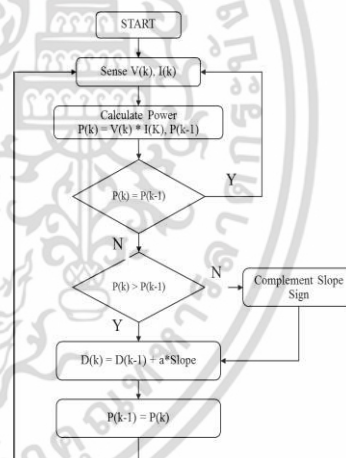 START
Sense V(k), I(k)
Calculate Power
P(k) = V(k) * I(K), P(k-1)
P(k) = P(k-1)
Y
N
P(k) > P(k-1)
N
Complement Slope
Sign
Y
D(k) = D(k-1) + a*Slope
P(k-1) = P(k)